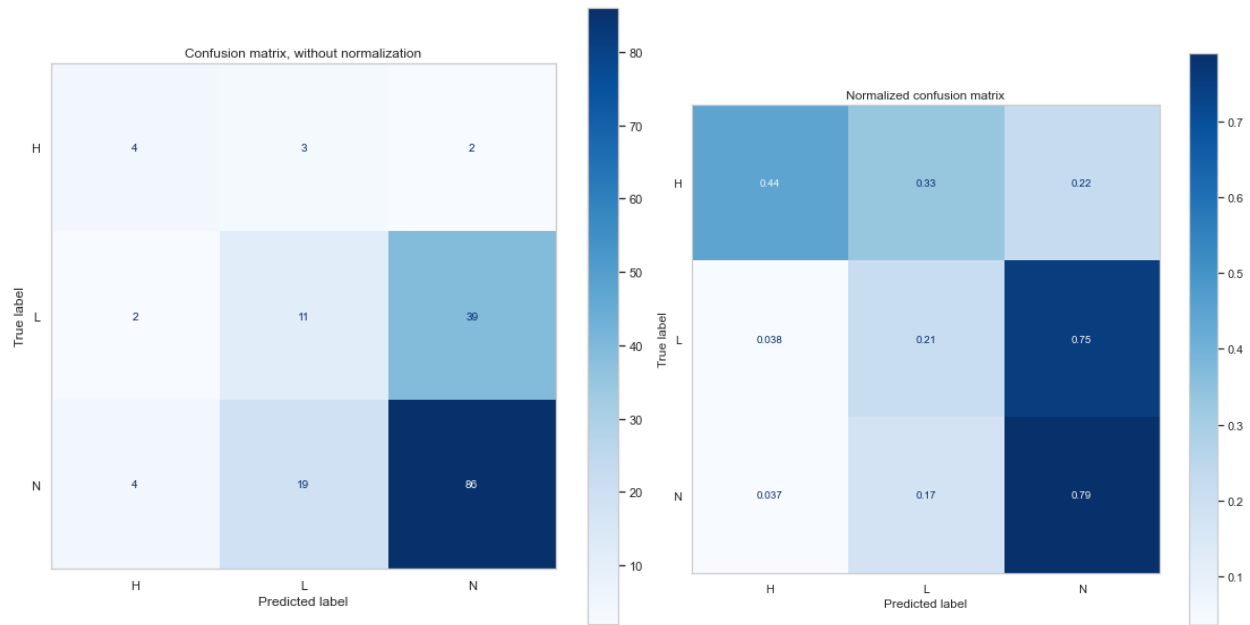 Confusion matrix, without normalization
H
4 3 2
L
2 11 39
N
4 19 86
H L N
True label
Predicted label
80
70
60
50
40
30
20
10
Normalized confusion matrix
H
0.44 0.33 0.22
L
0.038 0.21 0.75
N
0.037 0.17 0.79
H L N
True label
Predicted label
0.7
0.6
0.5
0.4
0.3
0.2
0.1